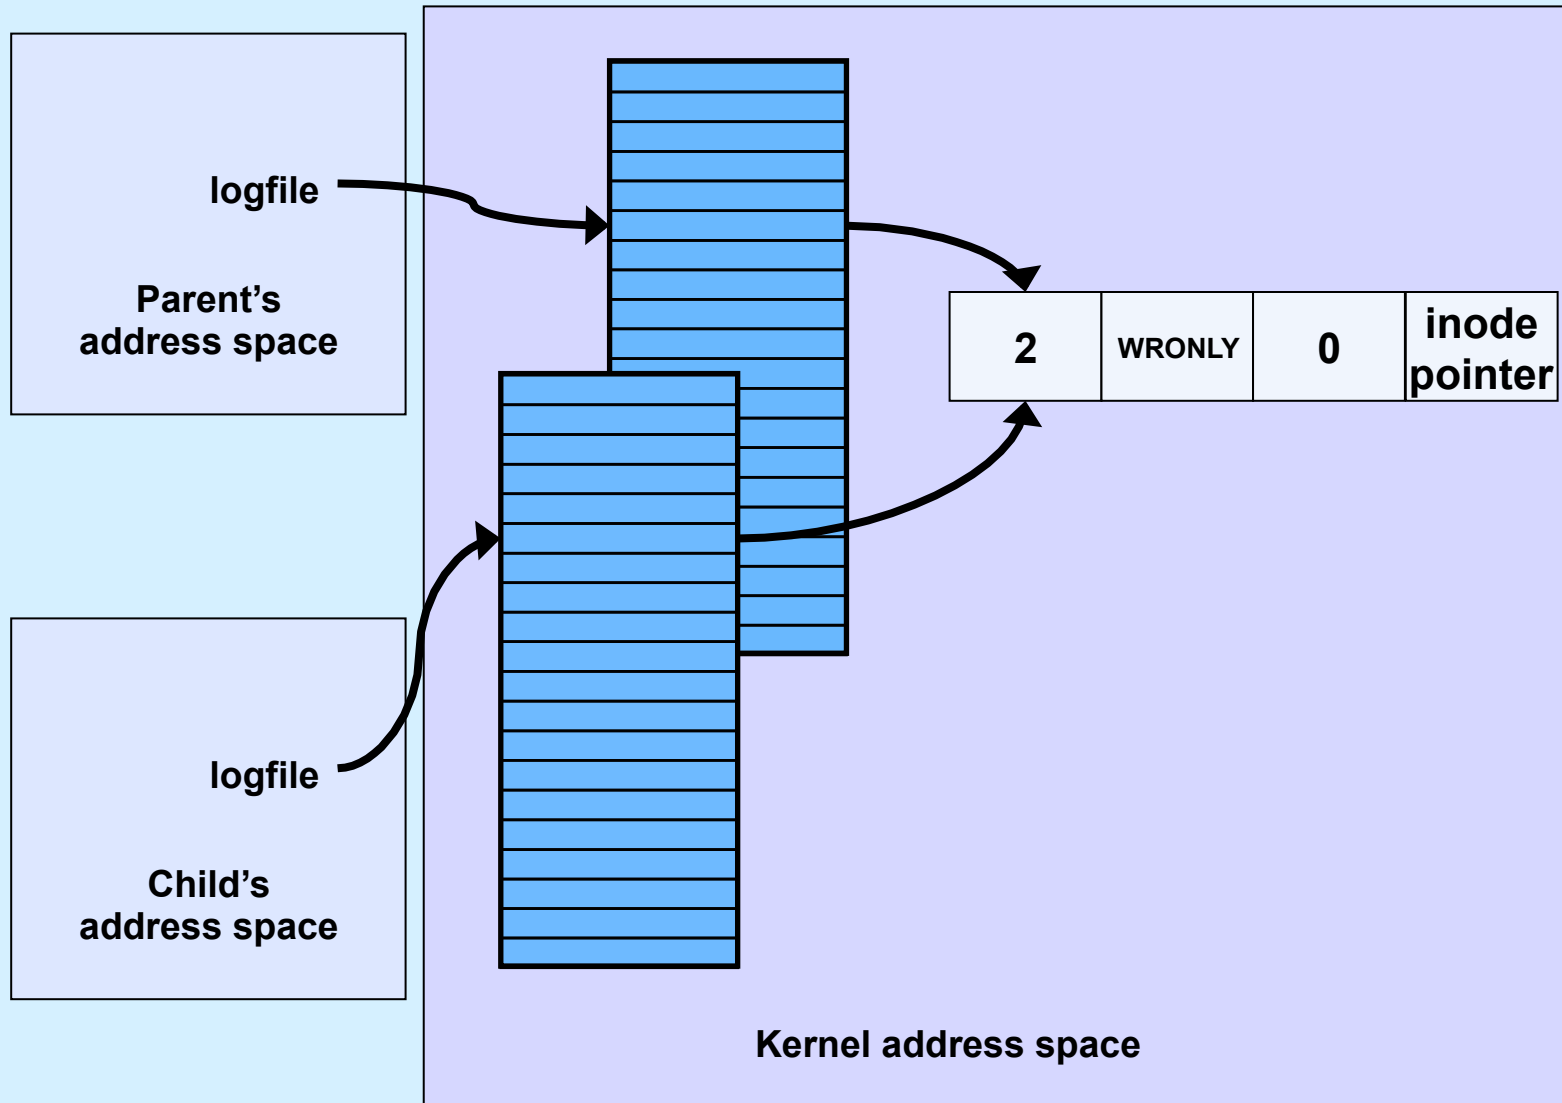 logfile
Parent’s
address space
2
WRONLY
0
inode
pointer
logfile
Child’s
address space
Kernel address space